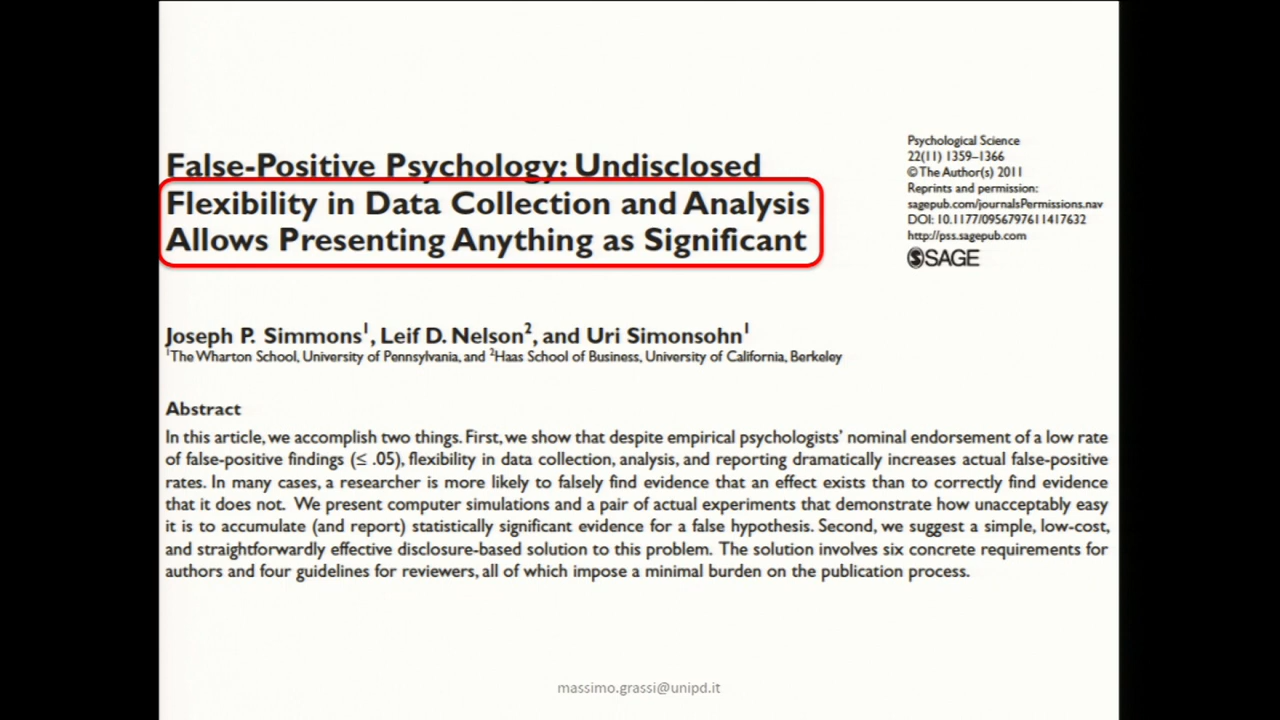 False-Positive Psychology: Undisclosed
Flexibility in Data Collection and Analysis
Allows Presenting Anything as Significant
Psychological Science
22(11) 1359–1366
© The Author(s) 2011
Reprints and permission:
sagepub.com/journalsPermissions.nav
DOI: 10.1177/0956797611417632
http://pss.sagepub.com
SAGE
Joseph P. Simmons1, Leif D. Nelson2, and Uri Simonsohn1
1The Wharton School, University of Pennsylvania, and 2Haas School of Business, University of California, Berkeley
Abstract
In this article, we accomplish two things. First, we show that despite empirical psychologists’ nominal endorsement of a low rate
of false-positive findings (≤ .05), flexibility in data collection, analysis, and reporting dramatically increases actual false-positive
rates. In many cases, a researcher is more likely to falsely find evidence that an effect exists than to correctly find evidence
that it does not. We present computer simulations and a pair of actual experiments that demonstrate how unacceptably easy
it is to accumulate (and report) statistically significant evidence for a false hypothesis. Second, we suggest a simple, low-cost,
and straightforwardly effective disclosure-based solution to this problem. The solution involves six concrete requirements for
authors and four guidelines for reviewers, all of which impose a minimal burden on the publication process.
massimo.grassi@unipd.it